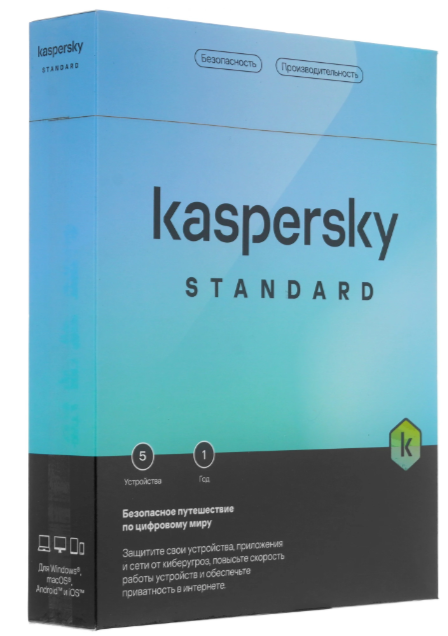 kaspersky
STANDARD
Безопасность
Производительность
kaspersky
STANDARD
k
5
Устройства
1
Год
Безопасное путешествие
по цифровому миру
Защитите свои устройства, приложения
и сети от киберугроз, повысьте скорость
работы устройств и обеспечьте
приватность в интернете.
Для Windows®,
macOS®,
Android™ и iOS™